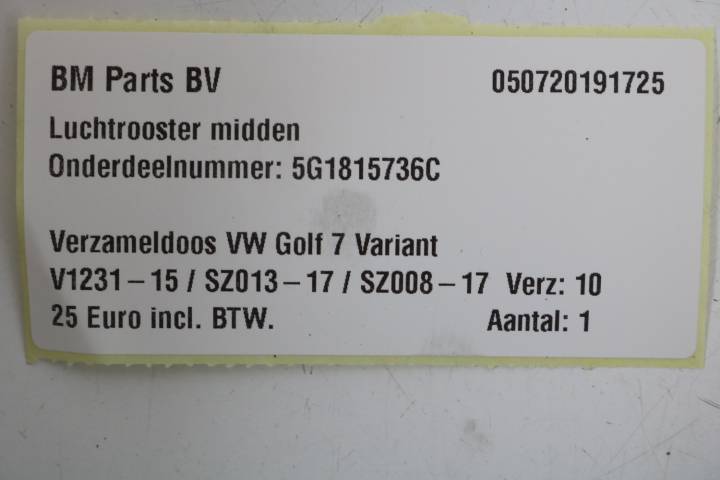 BM Parts BV 050720191725
Luchtrooster midden
Onderdeelnummer: 5G1815736C
Verzameldoos VW Golf 7 Variant
V1231-15 / SZ013-17 / SZ008-17 Verz: 10
25 Euro incl. BTW. Aantal: 1